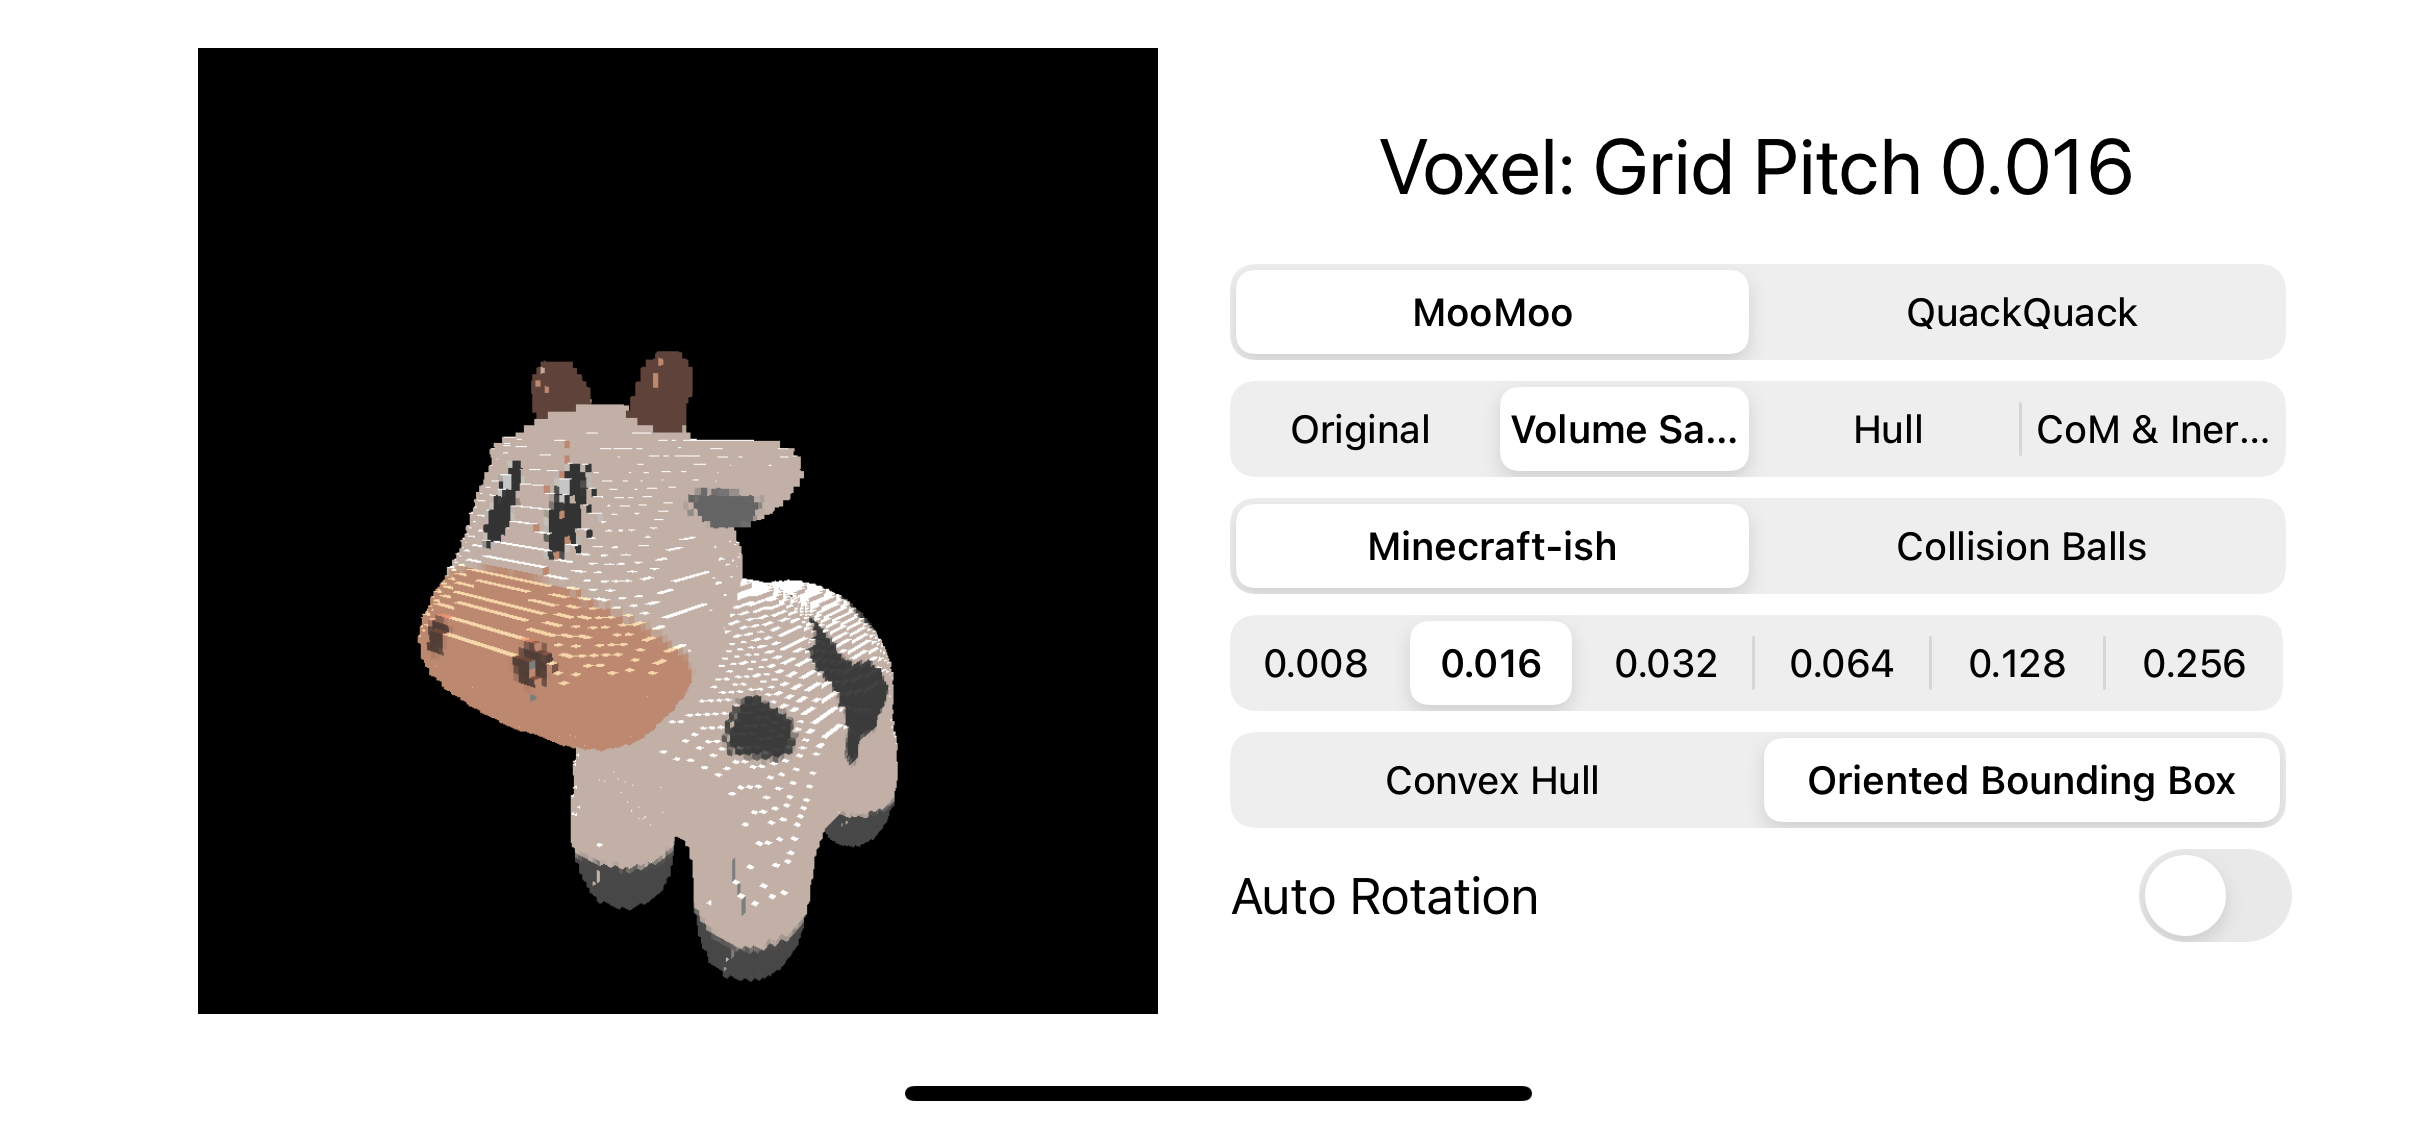 Voxel: Grid Pitch 0.016
MooMoo QuackQuack
Original Volume Sa... Hull CoM & Iner...
Minecraft-ish Collision Balls
0.008 0.016 0.032 0.064 0.128 0.256
Convex Hull Oriented Bounding Box
Auto Rotation